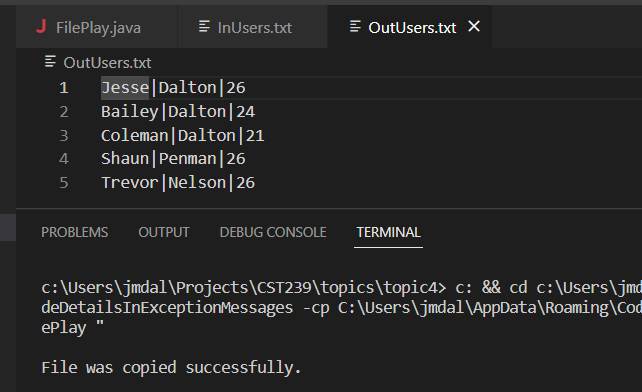 FilePlay.java InUsers.txt OutUsers.txt
OutUsers.txt
1 Jesse|Dalton|26
2 Bailey|Dalton|24
3 Coleman|Dalton|21
4 Shaun|Penman|26
5 Trevor|Nelson|26
PROBLEMS OUTPUT DEBUG CONSOLE TERMINAL
c:\Users\jmdal\Projects\CST239\topics\topic4> c: && cd c:\Users\jmd
deDetailsInExceptionMessages -cp C:\Users\jmdal\AppData\Roaming\Cod
ePlay "
File was copied successfully.